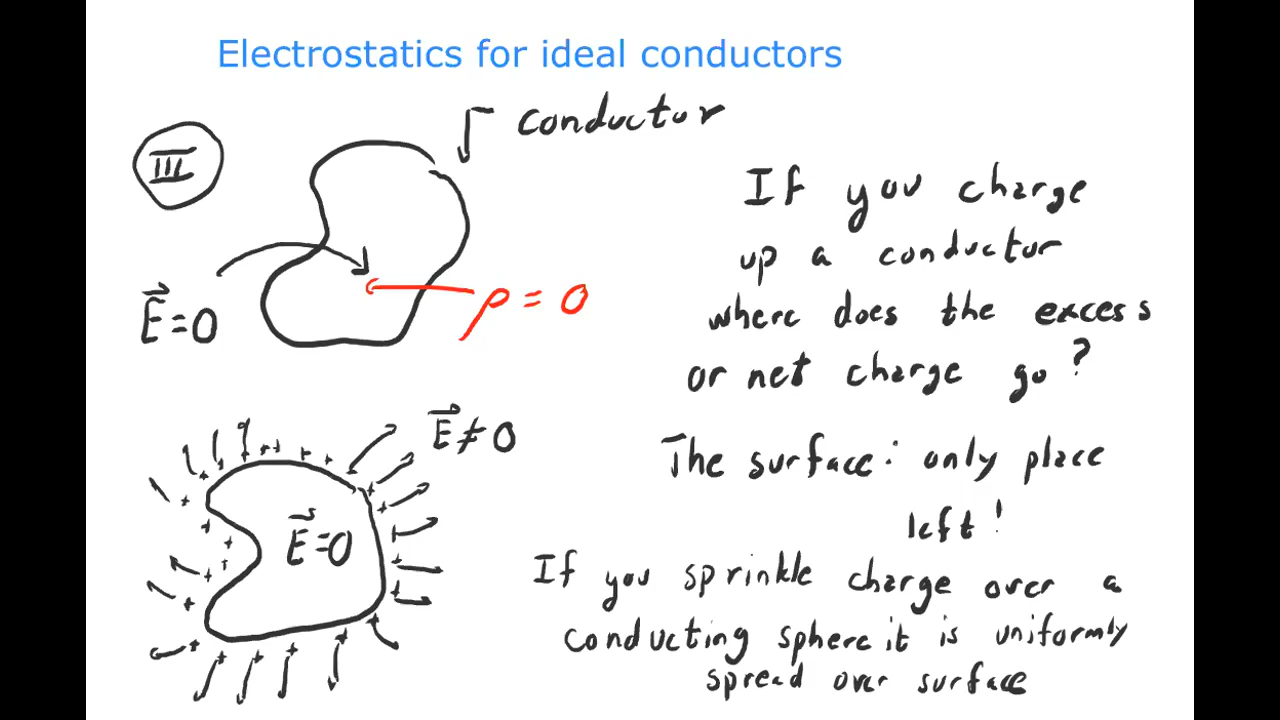 Electrostatics for ideal conductors
III
conductor
E⃗=0
ρ = 0
If you charge
up a conductor
where does the excess
or net charge go?
E⃗≠0
E⃗=0
+ + + + + + + + + + + + + + + + + + + + + + + + + +
The surface: only place
left!
If you sprinkle charge over a
conducting sphere it is uniformly
spread over surface